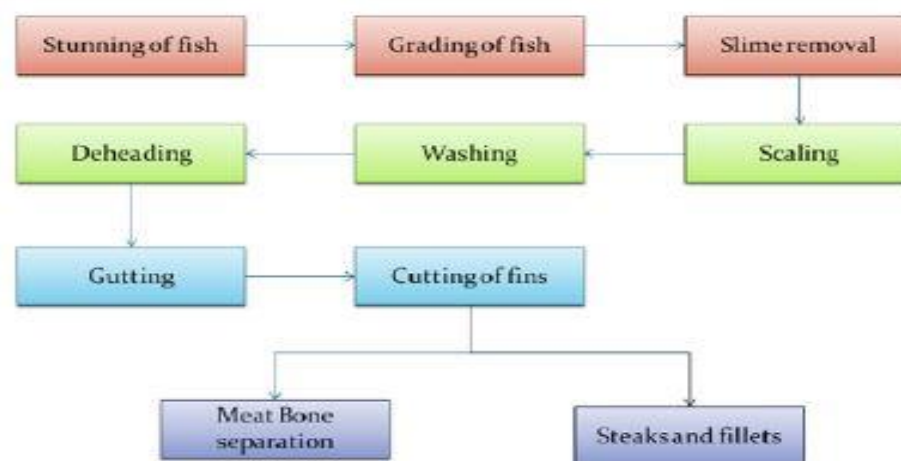 Stunning of fish
Grading of fish
Slime removal
Scaling
Washing
Deheading
Gutting
Cutting of fins
Meat Bone
separation
Steaks and fillets